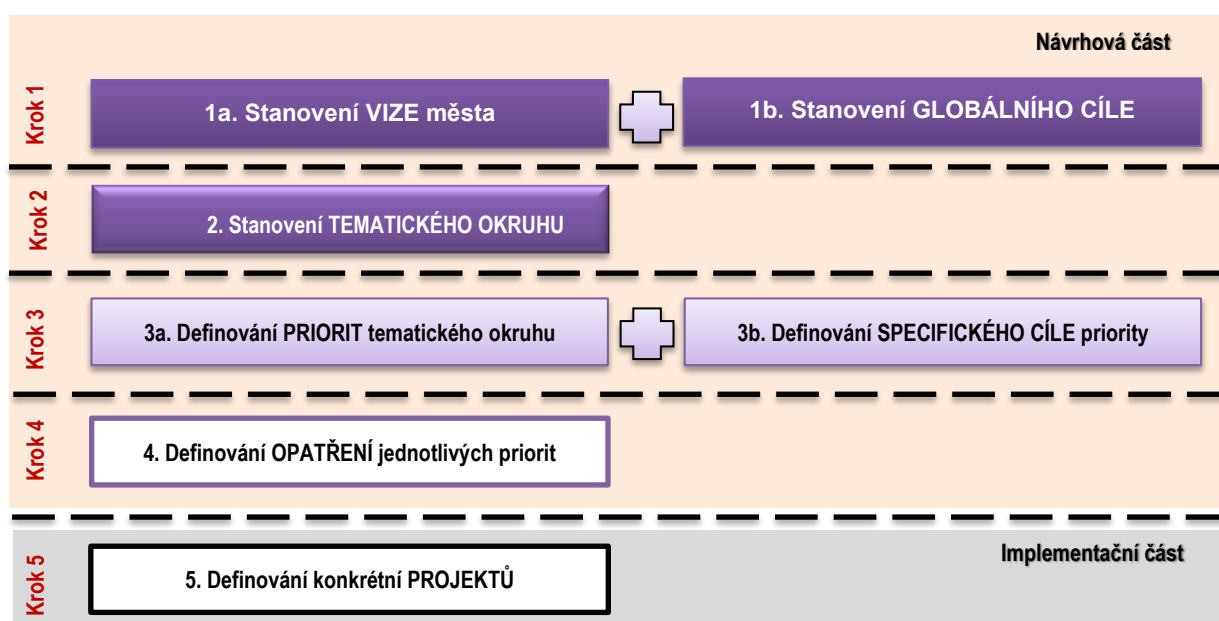 Návrhová část
Krok 1
1a. Stanovení VIZE města
1b. Stanovení GLOBÁLNÍHO CÍLE
Krok 2
2. Stanovení TEMATICKÉHO OKRUHU
Krok 3
3a. Definování PRIORIT tematického okruhu
3b. Definování SPECIFICKÉHO CÍLE priority
Krok 4
4. Definování OPATŘENÍ jednotlivých priorit
Implementační část
Krok 5
5. Definování konkrétní PROJEKTŮ